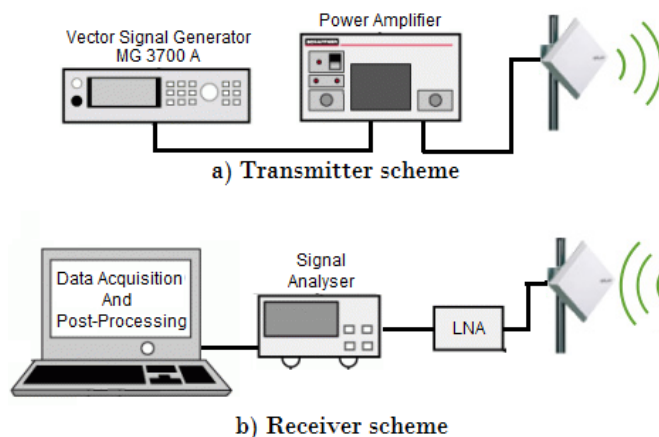 Vector Signal Generator
MG 3700 A
Power Amplifier
a) Transmitter scheme
Data Acquisition
And
Post-Processing
Signal
Analyser
LNA
b) Receiver scheme